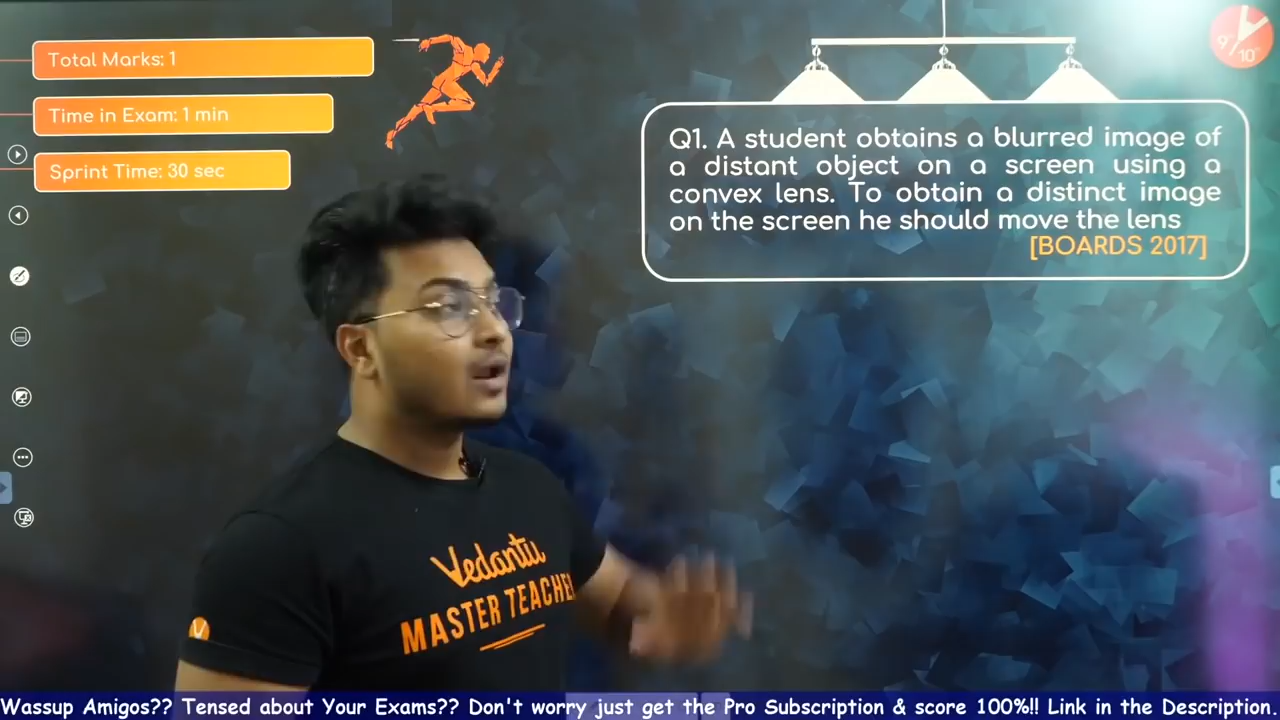 Total Marks: 1
Time in Exam: 1 min
Sprint Time: 30 sec
9/10
Q1. A student obtains a blurred image of
a distant object on a screen using a
convex lens. To obtain a distinct image
on the screen he should move the lens
[BOARDS 2017]
Vedantu
MASTER TEACHER
V
Wassup Amigos?? Tensed about Your Exams?? Don't worry just get the Pro Subscription & score 100%!! Link in the Description.